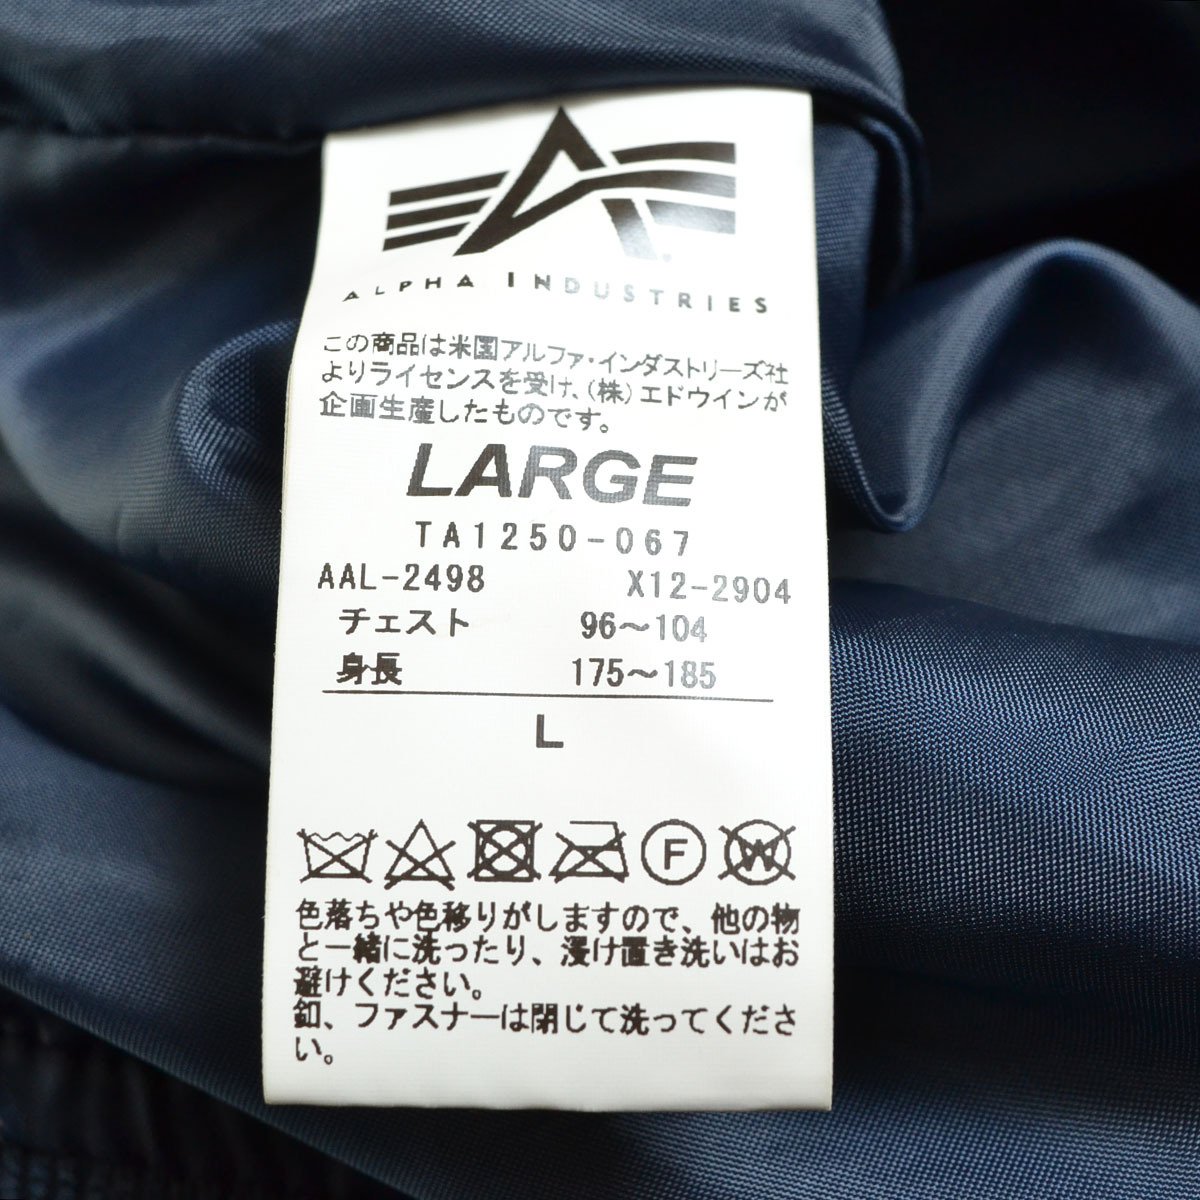 ALPHA INDUSTRIES
この商品は米国アルファ・インダストリーズ社
よりライセンスを受け、(株)エドウインが
企画生産したものです。
LARGE
TA1250-067
AAL-2498 X12-2904
チェスト 96～104
身長 175～185
L
F W
色落ちや色移りがしますので、他の物
と一緒に洗ったり、浸け置き洗いはお
避けください。
釦、ファスナーは閉じて洗ってくださ
い。